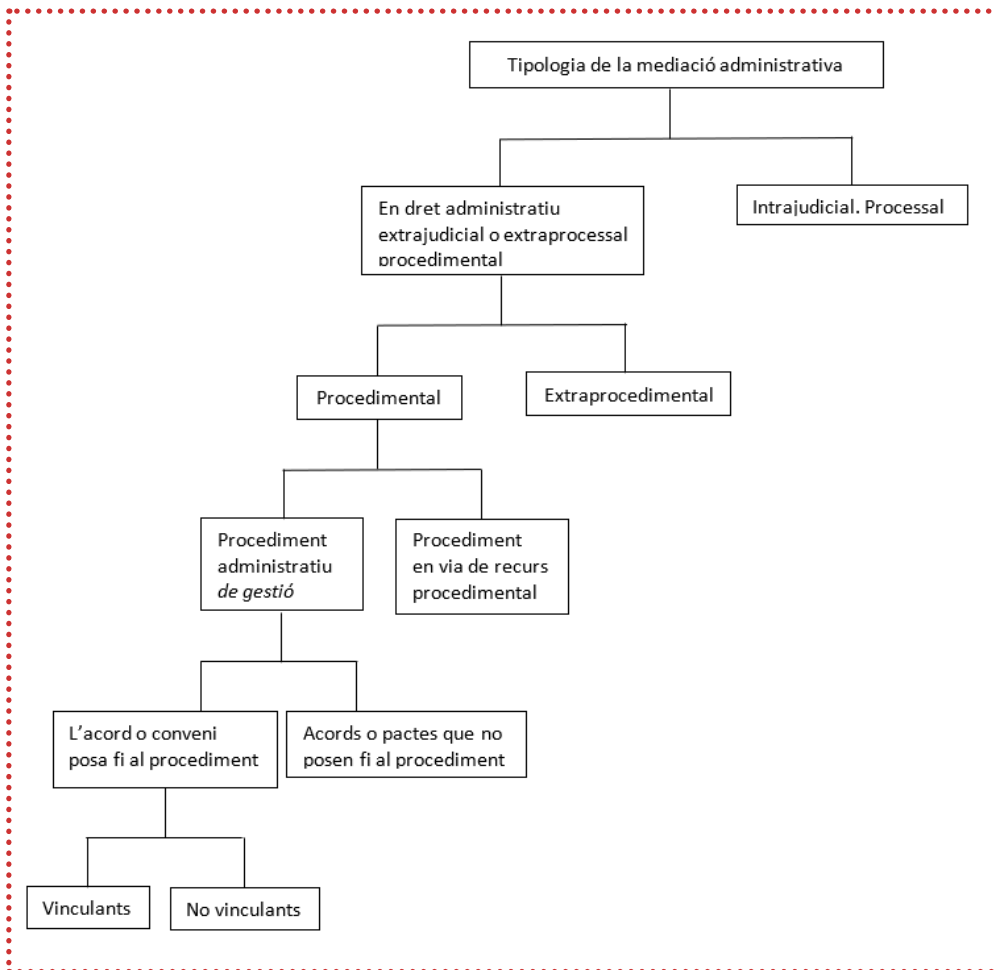 Tipologia de la mediació administrativa
En dret administratiu
extrajudicial o extraprocessal
procedimental
Intrajudicial. Processal
Procedimental
Extraprocedimental
Procediment
administratiu
de gestió
Procediment
en via de recurs
procedimental
L’acord o conveni
posa fi al procediment
Acords o pactes que no
posen fi al procediment
Vinculants
No vinculants